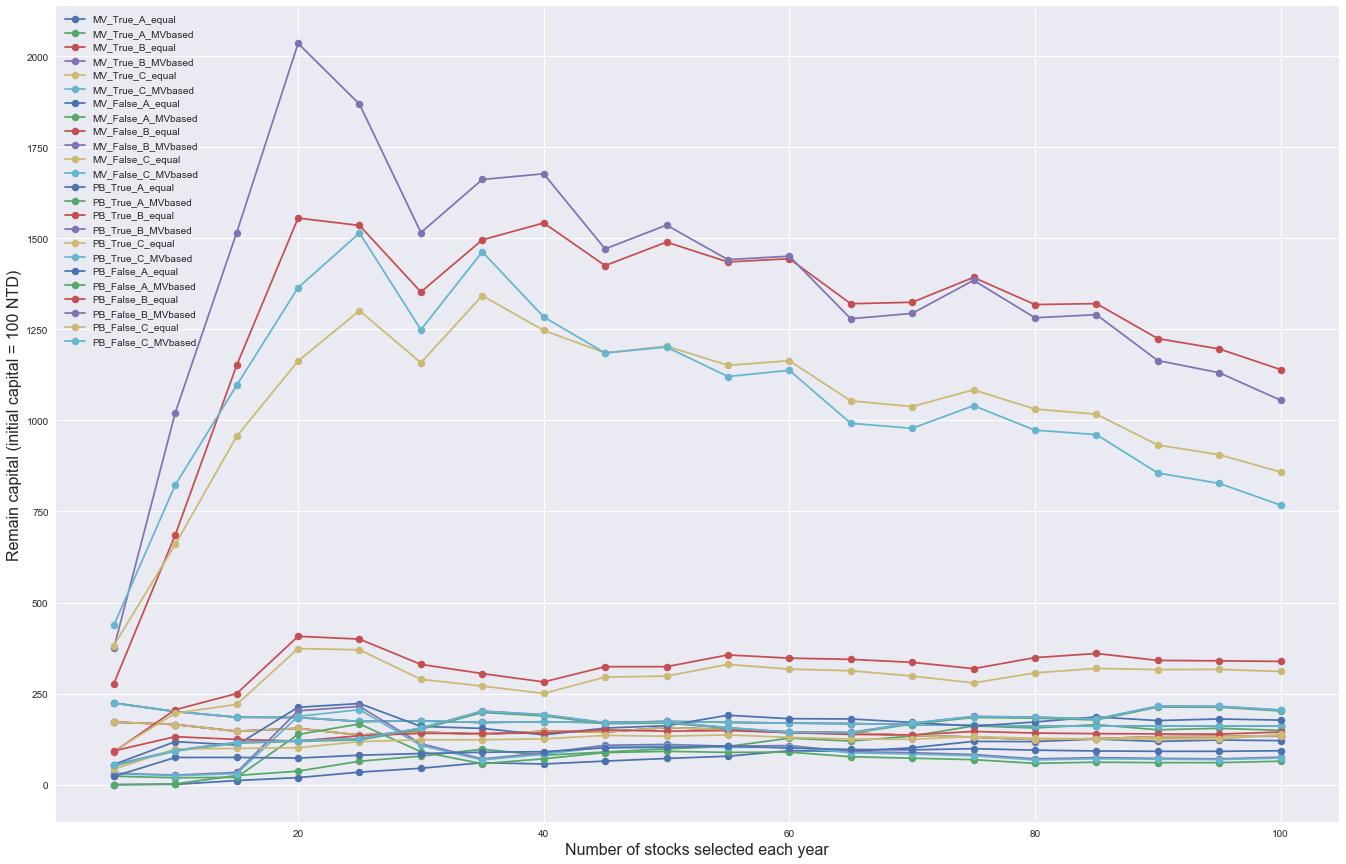 MV_True_A_equal
MV_True_A_MVbased
MV_True_B_equal
MV_True_B_MVbased
MV_True_C_equal
MV_True_C_MVbased
MV_False_A_equal
MV_False_A_MVbased
MV_False_B_equal
MV_False_B_MVbased
MV_False_C_equal
MV_False_C_MVbased
PB_True_A_equal
PB_True_A_MVbased
PB_True_B_equal
PB_True_B_MVbased
PB_True_C_equal
PB_True_C_MVbased
PB_False_A_equal
PB_False_A_MVbased
PB_False_B_equal
PB_False_B_MVbased
PB_False_C_equal
PB_False_C_MVbased
2000
1750
1500
1250
1000
750
500
250
0
Remain capital (initial capital = 100 NTD)
20 40 60 80 100
Number of stocks selected each year